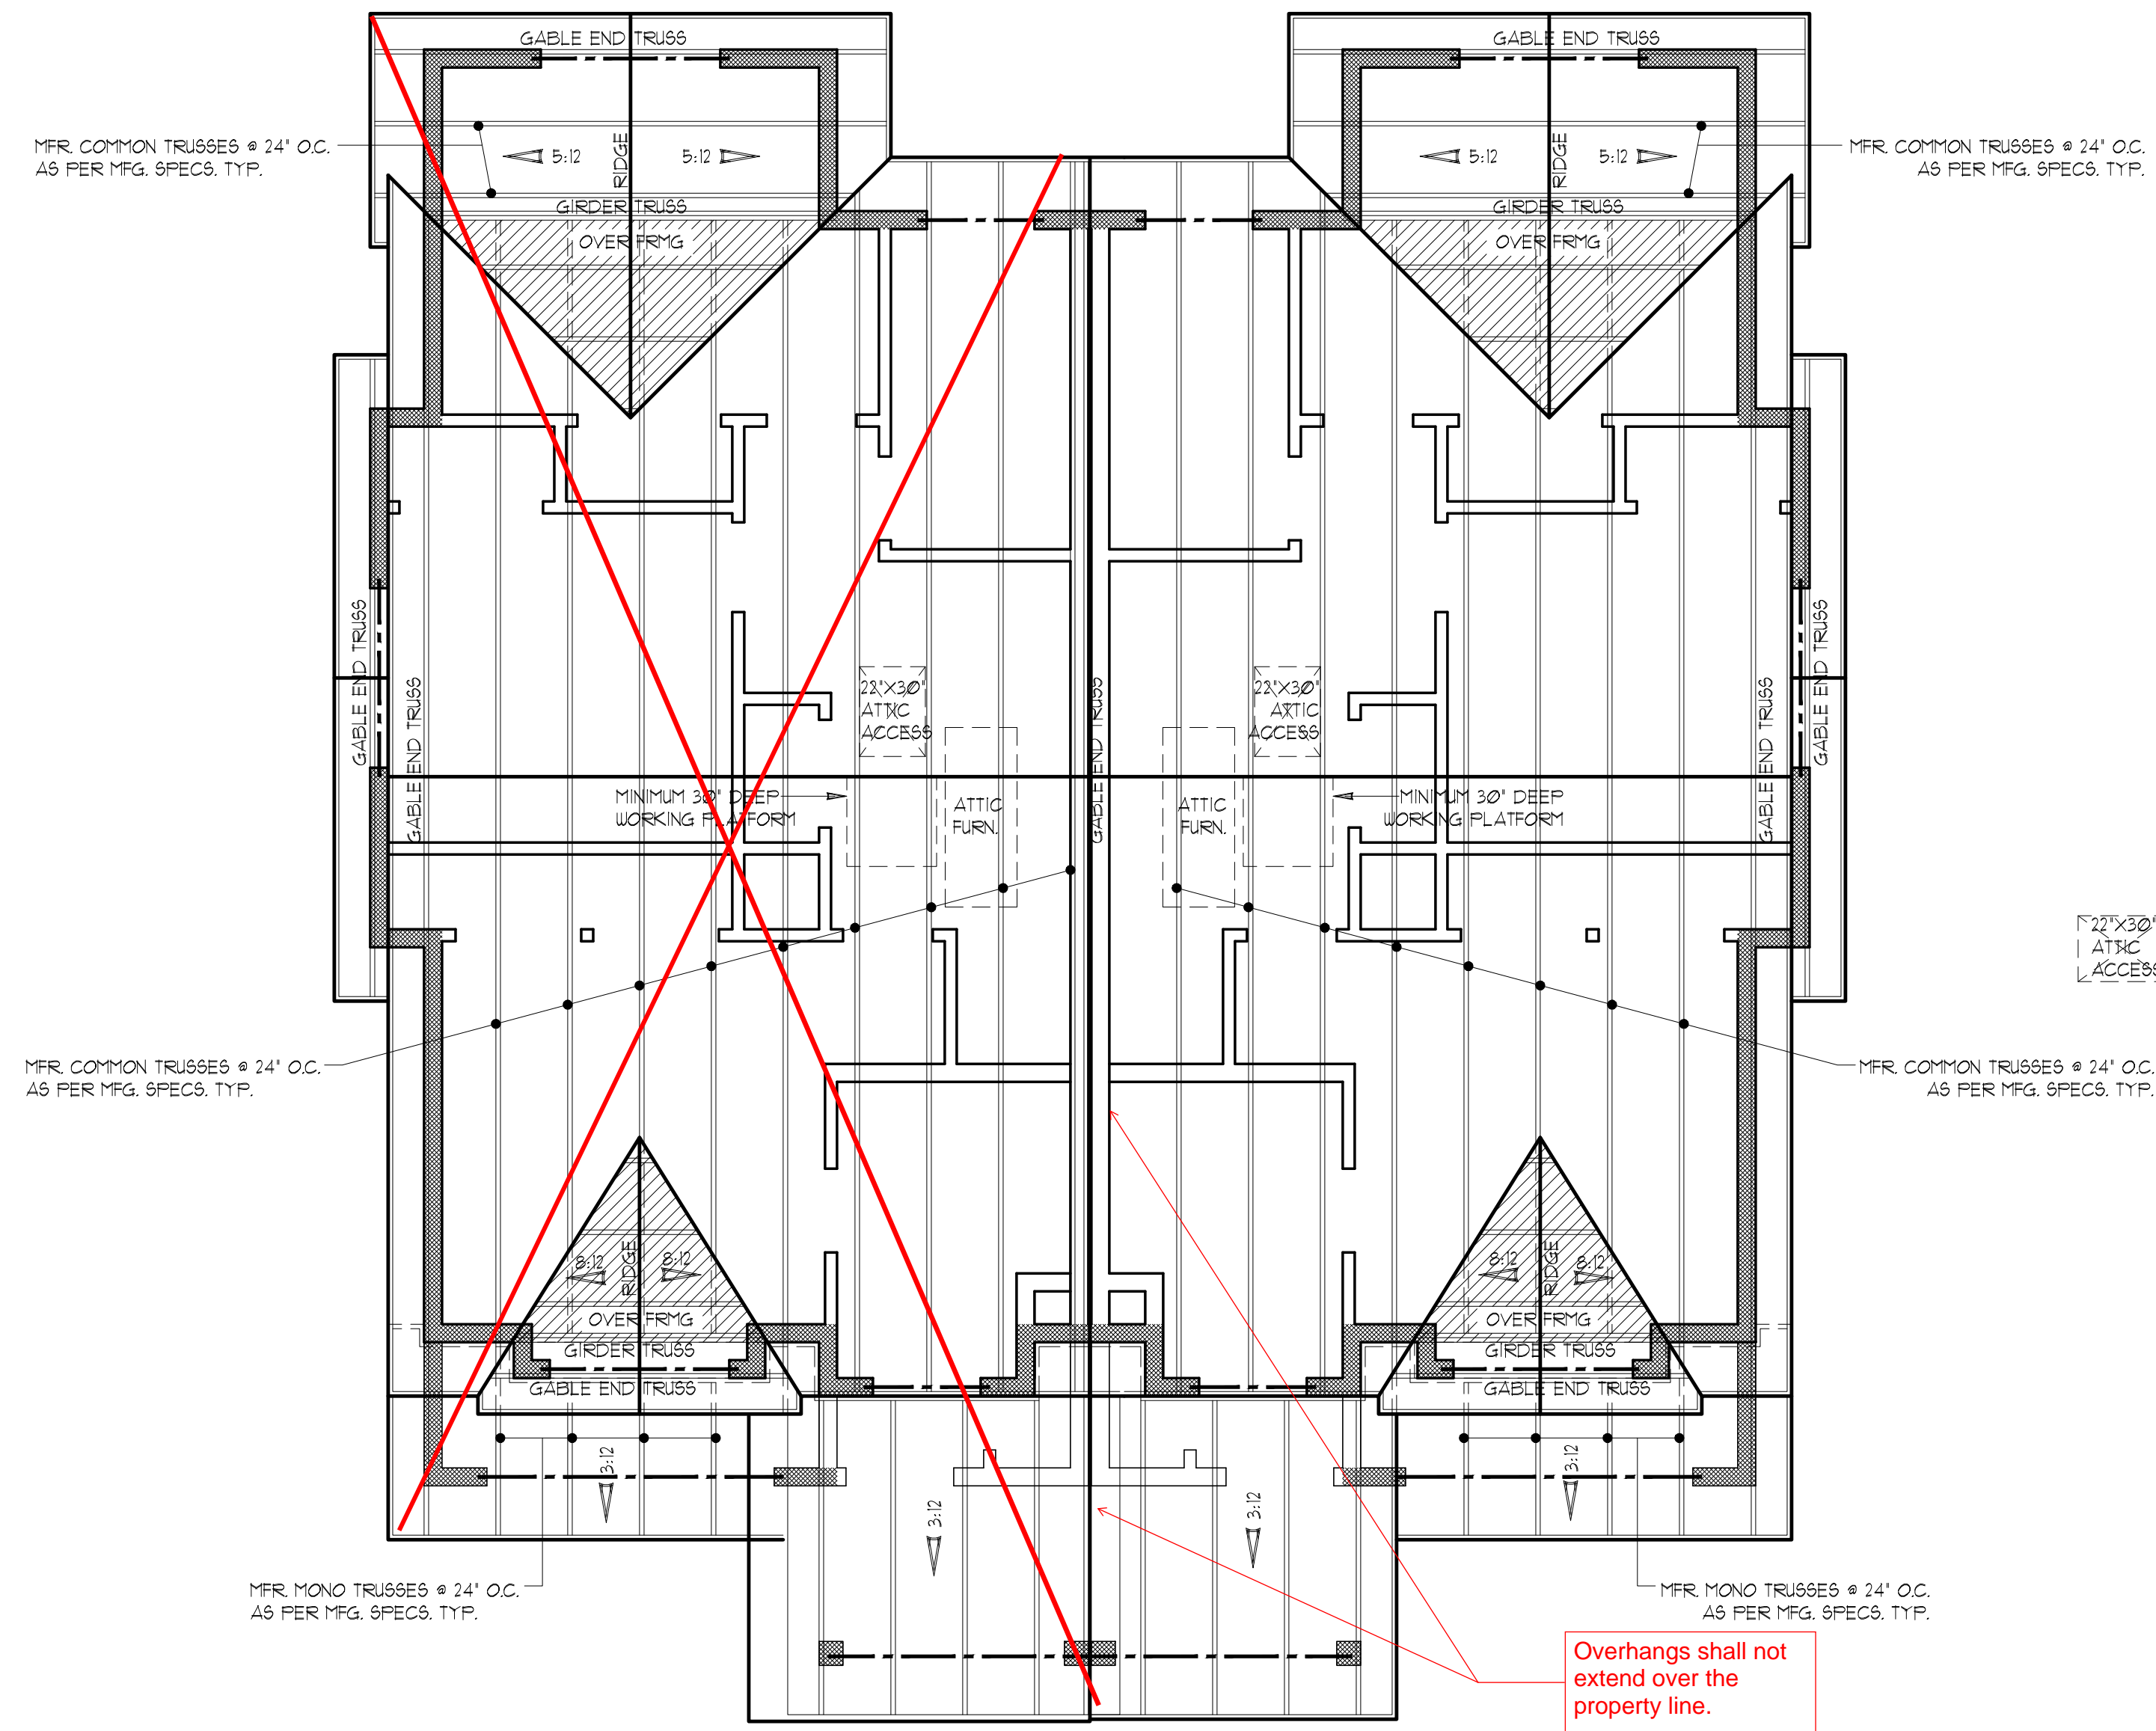 GABLE END TRUSS
GABLE END TRUSS
MFR. COMMON TRUSSES @ 24" O.C.
AS PER MFG. SPECS. TYP.
5:12
RIDGE
5:12
5:12
RIDGE
5:12
MFR. COMMON TRUSSES @ 24" O.C.
AS PER MFG. SPECS. TYP.
GIRDER TRUSS
OVER FRMG
GIRDER TRUSS
OVER FRMG
GABLE END TRUSS
GABLE END TRUSS
22"X30"
ATTIC
ACCESS
GABLE END TRUSS
22"X30"
ATTIC
ACCESS
GABLE END TRUSS
GABLE END TRUSS
MINIMUM 30" DEEP
WORKING PLATFORM
ATTIC
FURN.
ATTIC
FURN.
MINIMUM 30" DEEP
WORKING PLATFORM
22"X30"
ATTIC
ACCESS
MFR. COMMON TRUSSES @ 24" O.C.
AS PER MFG. SPECS. TYP.
MFR. COMMON TRUSSES @ 24" O.C.
AS PER MFG. SPECS. TYP.
8:12
RIDGE
8:12
OVER FRMG
GIRDER TRUSS
GABLE END TRUSS
8:12
RIDGE
8:12
OVER FRMG
GIRDER TRUSS
GABLE END TRUSS
3:12
3:12
3:12
3:12
MFR. MONO TRUSSES @ 24" O.C.
AS PER MFG. SPECS. TYP.
MFR. MONO TRUSSES @ 24" O.C.
AS PER MFG. SPECS. TYP.
Overhangs shall not
extend over the
property line.